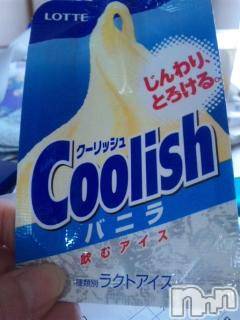 LOTTE
じんわり、
とろける。
クーリッシュ
Coolish
バニラ
飲むアイス
種類別 ラクトアイス